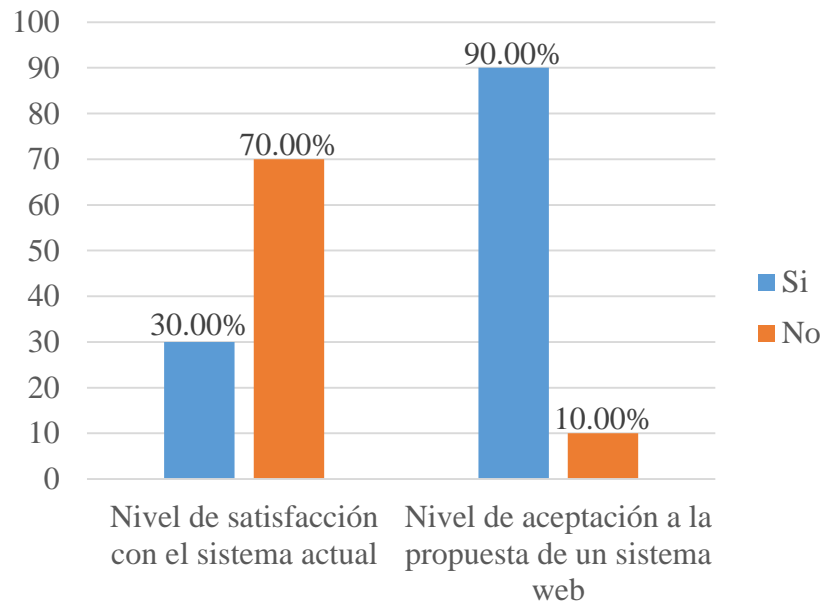 100
90
80
70
60
50
40
30
20
10
0
90.00%
70.00%
30.00%
10.00%
Si
No
Nivel de satisfacción
con el sistema actual
Nivel de aceptación a la
propuesta de un sistema
web